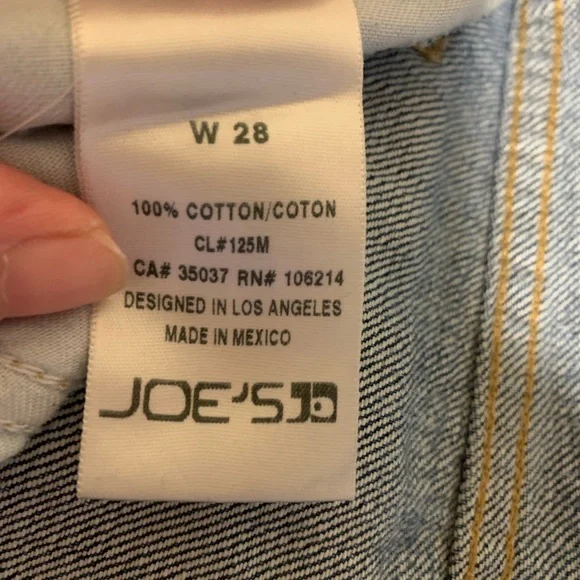 W 28
100% COTTON/COTON
CL#125M
CA# 35037 RN# 106214
DESIGNED IN LOS ANGELES
MADE IN MEXICO
JOE'S